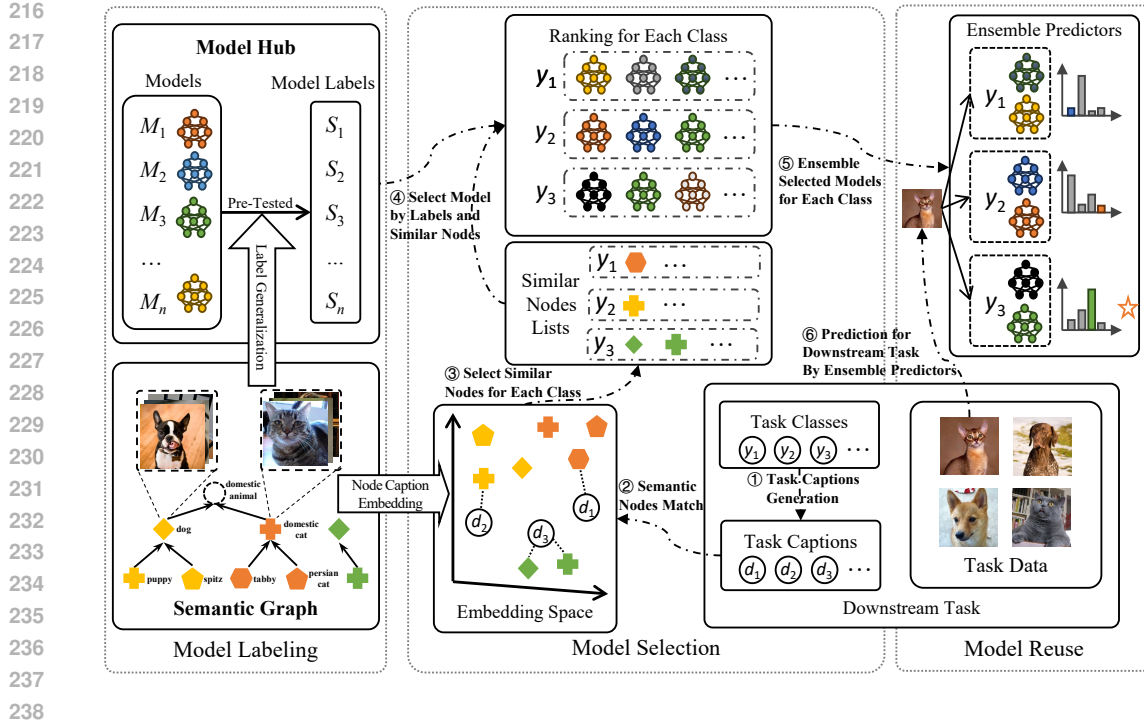 216
217
218
219
220
221
222
223
224
225
226
227
228
229
230
231
232
233
234
235
236
237
238
Model Hub
Models
Model Labels
M1
M2
M3
...
Mn
Pre-Tested
S1
S2
S3
...
Sn
Label Generalization
domestic
animal
dog
domestic
cat
puppy
spitz
tabby
persian
cat
Semantic Graph
Model Labeling
Node Caption
Embedding
Ranking for Each Class
y1
...
y2
...
y3
...
④ Select Model
by Labels and
Similar Nodes
Similar
Nodes
Lists
y1 ...
y2 ...
y3 ...
③ Select Similar
Nodes for Each Class
d1
d2
d3
Embedding Space
② Semantic
Nodes Match
Model Selection
Task Classes
y1 y2 y3 ...
① Task Captions
Generation
Task Captions
d1 d2 d3 ...
Task Data
Downstream Task
⑤ Ensemble
Selected Models
for Each Class
⑥ Prediction for
Downstream Task
By Ensemble Predictors
Ensemble Predictors
y1
y2
y3
Model Reuse